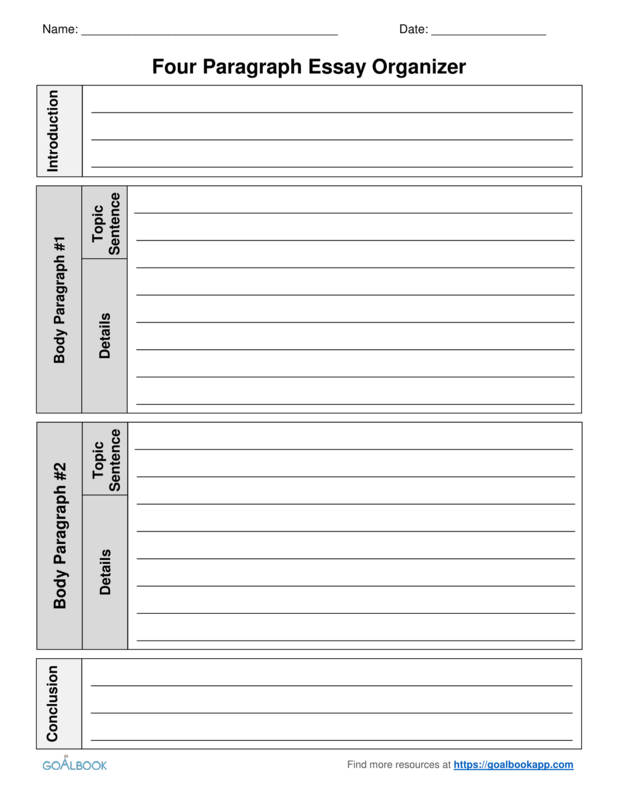 Name: ______________________________________ Date: _________________
Four Paragraph Essay Organizer
Introduction
Body Paragraph #1
Topic
Sentence
Details
Body Paragraph #2
Topic
Sentence
Details
Conclusion
GOALBOOK
Find more resources at https://goalbookapp.com